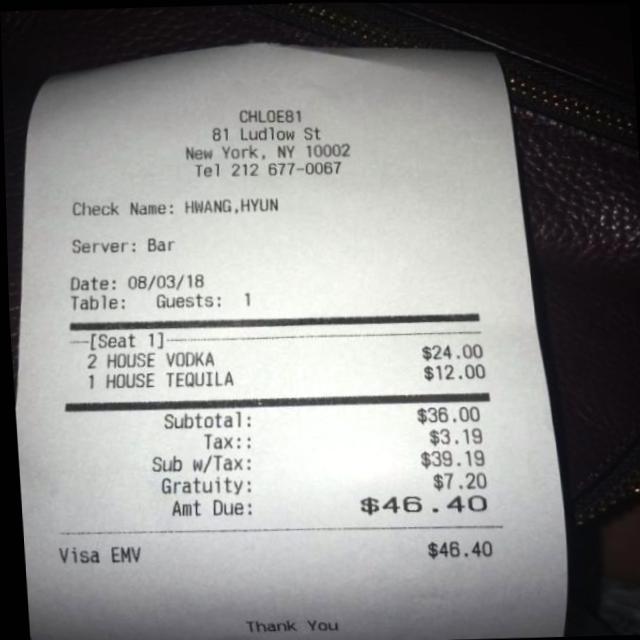 CHLOE81
81 Ludlow St
New York, NY 10002
Tel 212 677-0067
Check Name: HWANG,HYUN
Server: Bar
Date: 08/03/18
Table: Guests: 1
[Seat 1]
2 HOUSE VODKA $24.00
1 HOUSE TEQUILA $12.00
Subtotal: $36.00
Tax:: $3.19
Sub w/Tax: $39.19
Gratuity: $7.20
Amt Due: $46.40
Visa EMV $46.40
Thank You